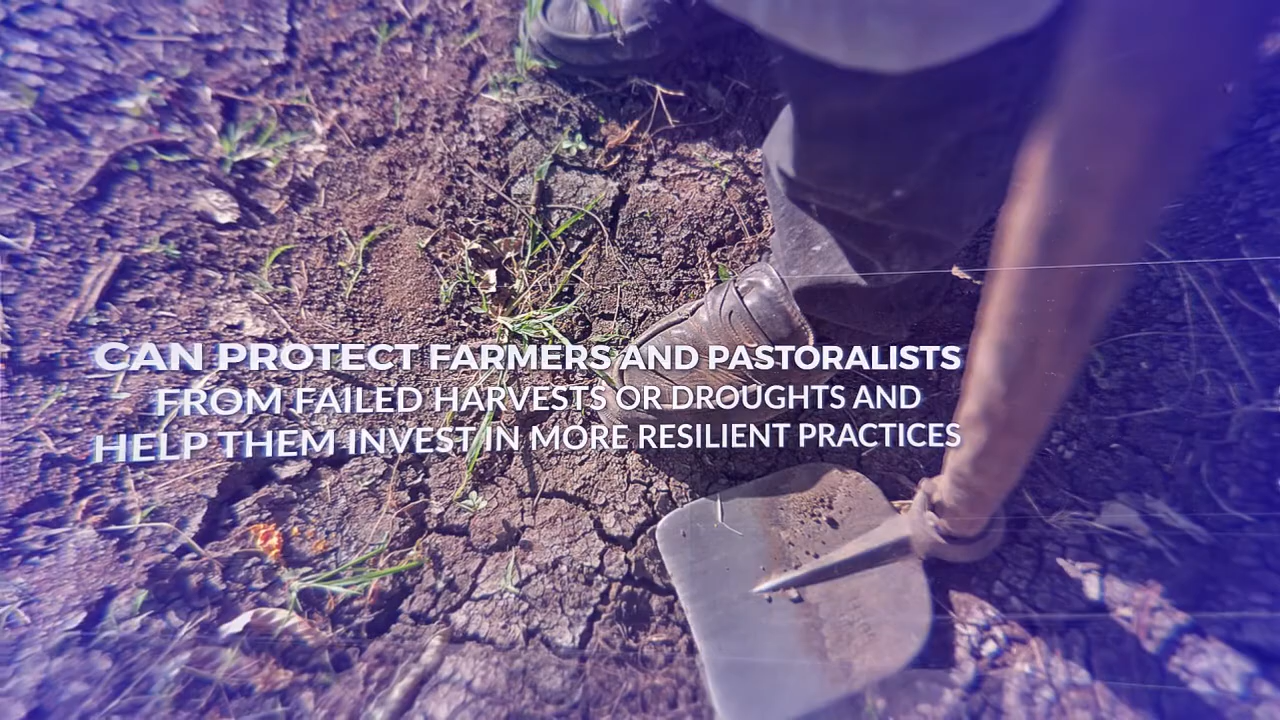 CAN PROTECT FARMERS AND PASTORALISTS
FROM FAILED HARVESTS OR DROUGHTS AND
HELP THEM INVEST IN MORE RESILIENT PRACTICES